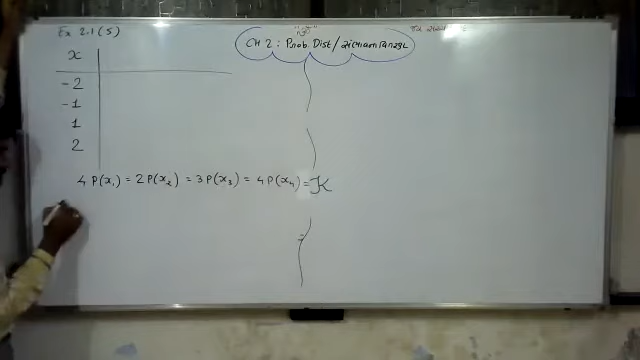 Ex 2.1 (5)
CH 2 : Prob. Dist /
x
-2
-1
1
2
4 P(x₁) = 2 P(x₂) = 3 P(x₃) = 4 P(x₄) = K